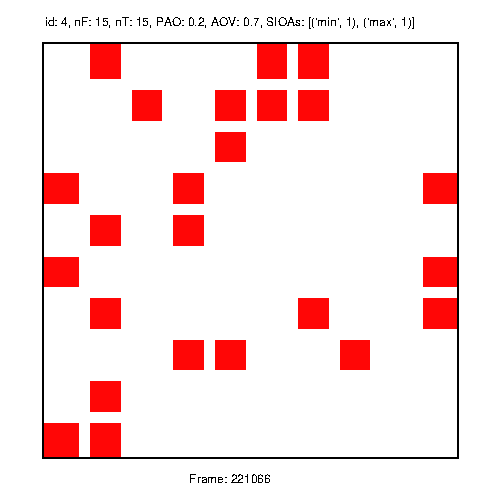 id: 4, nF: 15, nT: 15, PAO: 0.2, AOV: 0.7, SIOAs: [('min', 1), ('max', 1)]
Frame: 221066